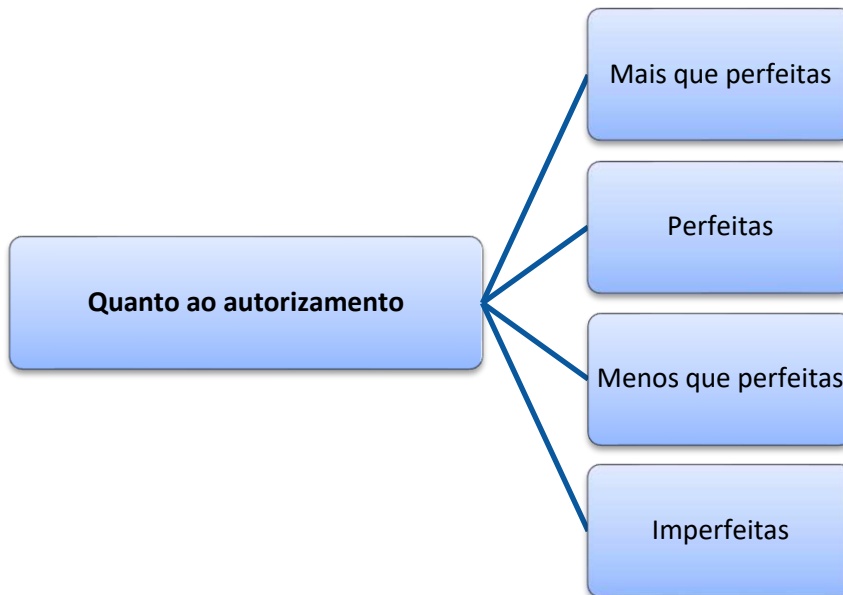 Quanto ao autorizamento
Mais que perfeitas
Perfeitas
Menos que perfeitas
Imperfeitas